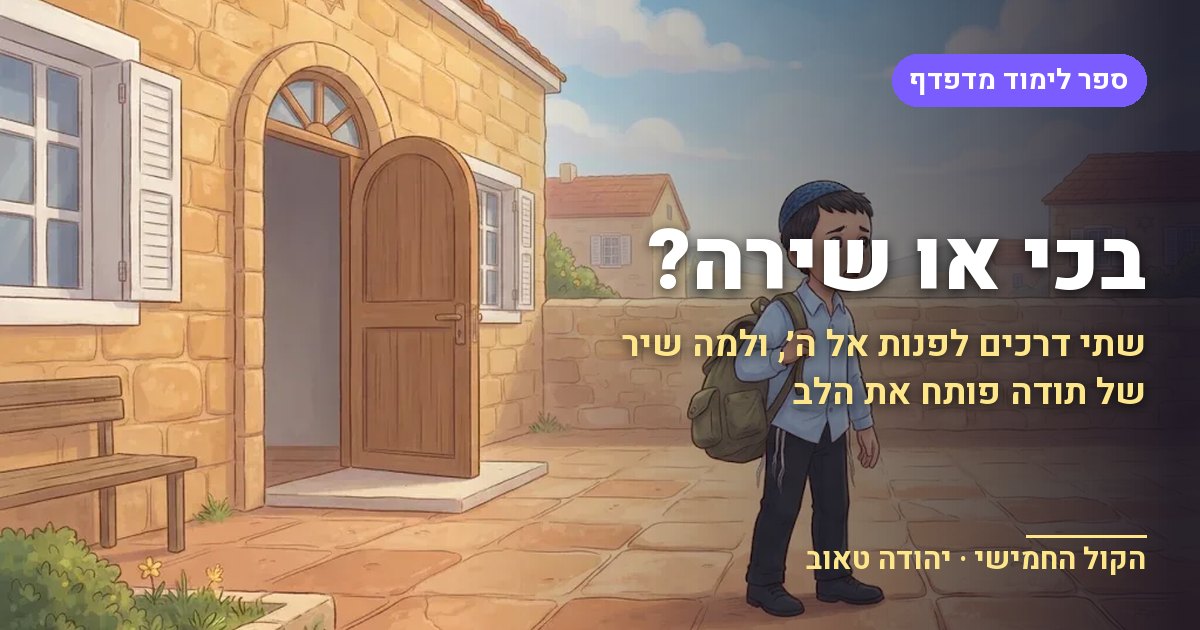 ספר לימוד מדפדף
בכי או שירה?
שתי דרכים לפנות אל ה׳, ולמה שיר
של תודה פותח את הלב
הקול החמישי · יהודה טאוב